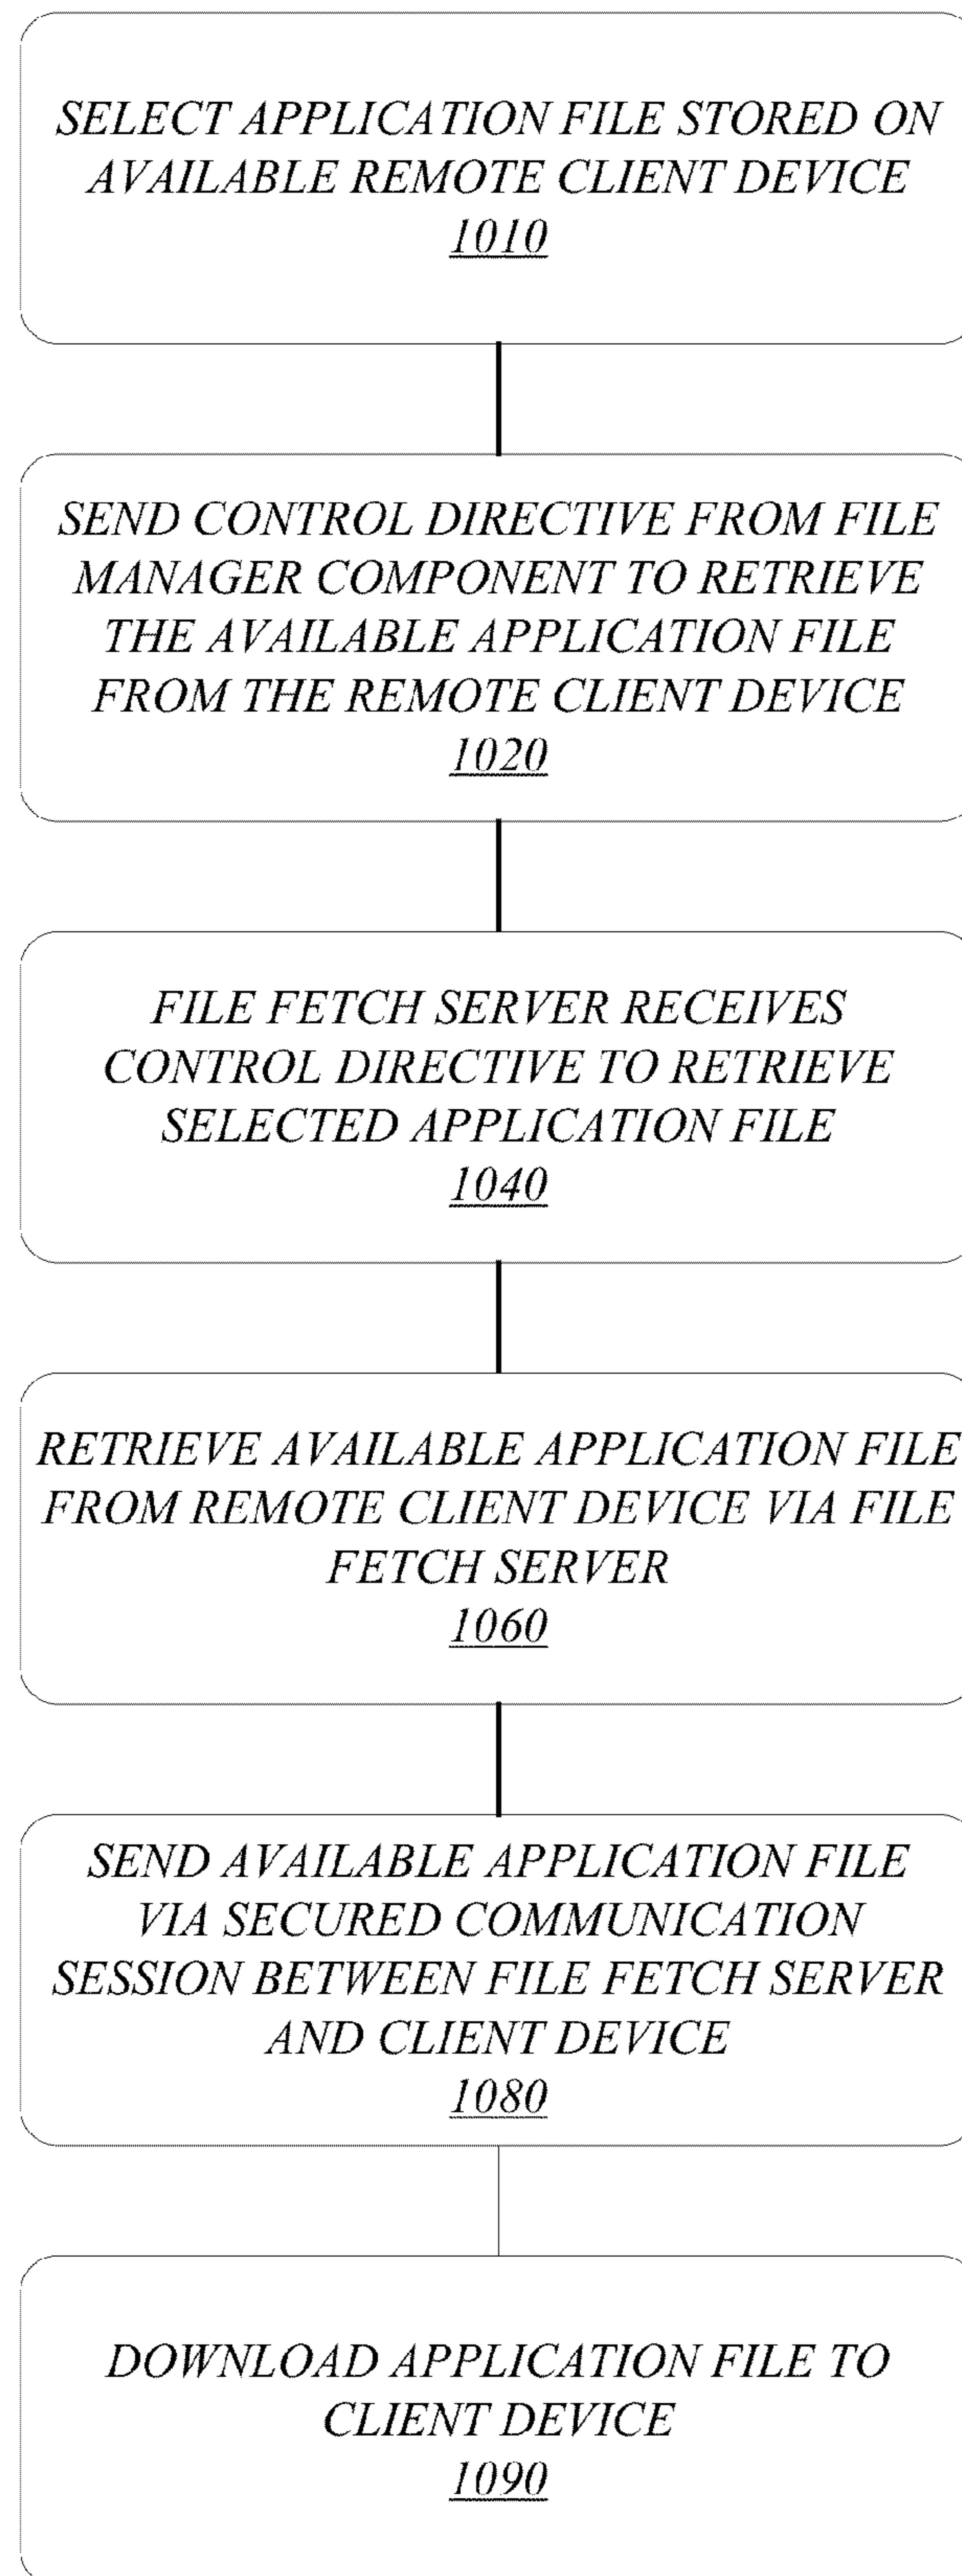 SELECT APPLICATION FILE STORED ON
AVAILABLE REMOTE CLIENT DEVICE
1010
SEND CONTROL DIRECTIVE FROM FILE
MANAGER COMPONENT TO RETRIEVE
THE AVAILABLE APPLICATION FILE
FROM THE REMOTE CLIENT DEVICE
1020
FILE FETCH SERVER RECEIVES
CONTROL DIRECTIVE TO RETRIEVE
SELECTED APPLICATION FILE
1040
RETRIEVE AVAILABLE APPLICATION FILE
FROM REMOTE CLIENT DEVICE VIA FILE
FETCH SERVER
1060
SEND AVAILABLE APPLICATION FILE
VIA SECURED COMMUNICATION
SESSION BETWEEN FILE FETCH SERVER
AND CLIENT DEVICE
1080
DOWNLOAD APPLICATION FILE TO
CLIENT DEVICE
1090